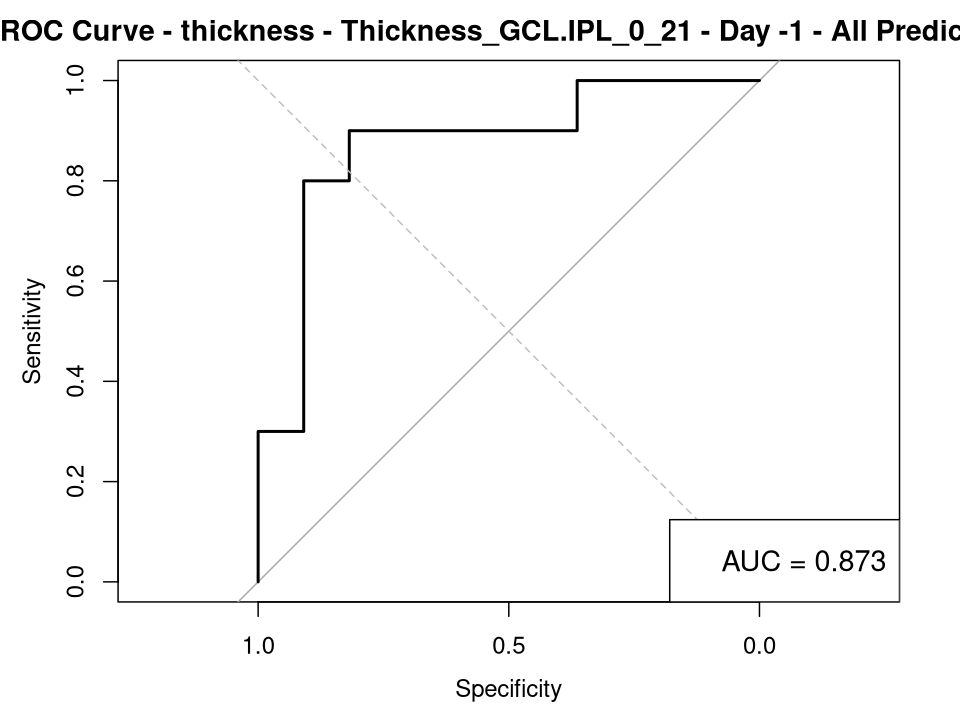 ROC Curve - thickness - Thickness_GCL.IPL_0_21 - Day -1 - All Predic
1.0
0.8
0.6
0.4
0.2
0.0
Sensitivity
AUC = 0.873
1.0 0.5 0.0
Specificity